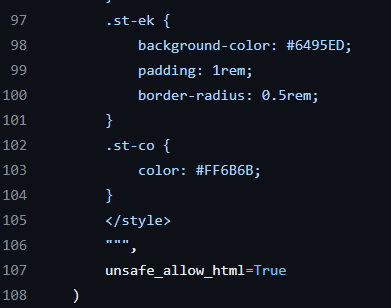 97 .st-ek {
98 background-color: #6495ED;
99 padding: 1rem;
100 border-radius: 0.5rem;
101 }
102 .st-co {
103 color: #FF6B6B;
104 }
105 </style>
106 """,
107 unsafe_allow_html=True
108 )